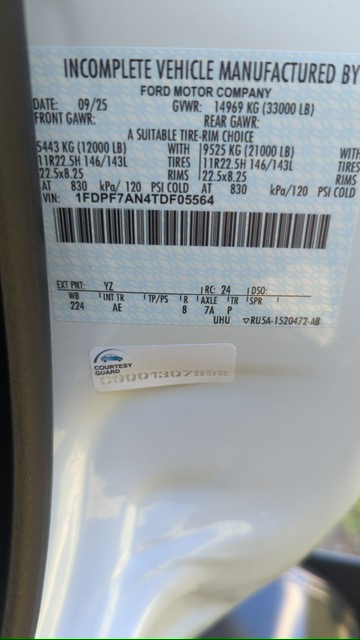 INCOMPLETE VEHICLE MANUFACTURED BY
FORD MOTOR COMPANY
DATE: 09/25 GVWR: 14969 KG (33000 LB)
FRONT GAWR: REAR GAWR:
A SUITABLE TIRE-RIM CHOICE
5443 KG (12000 LB) 9525 KG (21000 LB)
11R22.5H 146/143L TIRES 11R22.5H 146/143L TIRES
22.5x8.25 RIMS 22.5x8.25 RIMS
AT 830 kPa/ 120 PSI COLD AT 830 kPa/120 PSI COLD
VIN: 1FDPF7AN4TDF05564
EXT PNT: YZ RC: 24 DSO:
WB INT TR TP/PS R AXLE TR SPR
224 AE 8 7A P
UHU RU5A-1520472-AB
COURTESY
GUARD